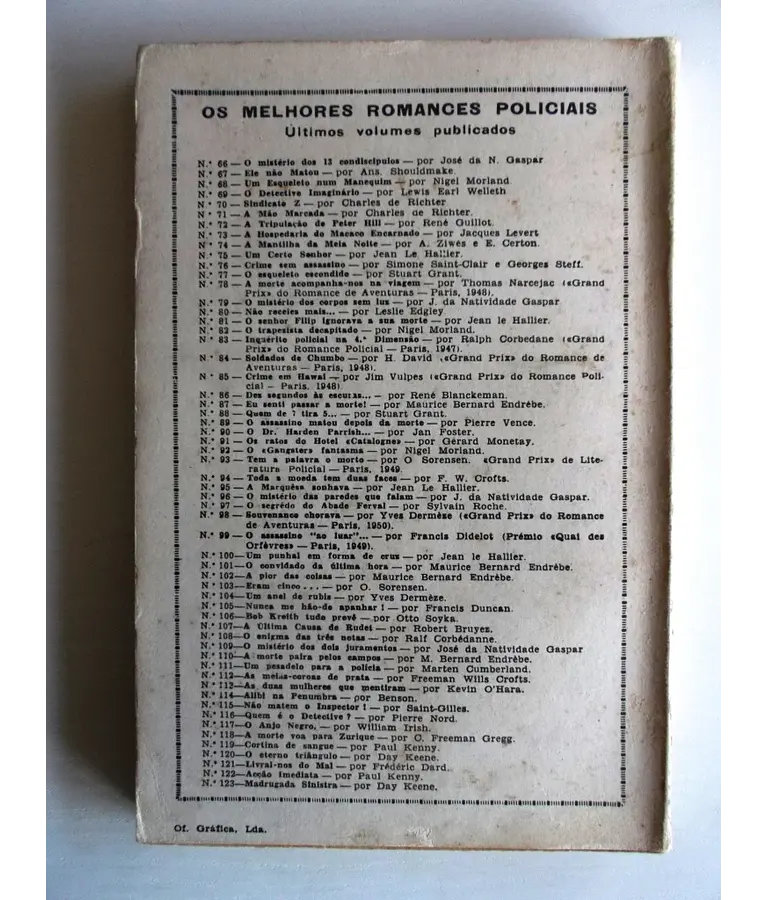 OS MELHORES ROMANCES POLICIAIS
Últimos volumes publicados
N.º 66 — O mistério dos 13 condiscípulos — por José da N. Gaspar
N.º 67 — Ele não Matou — por Ans. Shouldmake.
N.º 68 — Um Esqueleto num Manequim — por Nigel Morland
N.º 69 — O Detective Imaginário — por Lewis Earl Welleth
N.º 70 — Sindicato Z — por Charles de Richter
N.º 71 — A Mão Marcada — por Charles de Richter.
N.º 72 — A Tripulação de Peter Hill — por René Guillot.
N.º 73 — A Hospedaria do Macaco Encarnado — por Jacques Levert
N.º 74 — A Mantilha da Meia Noite — por A. Ziwès e E. Certon.
N.º 75 — Um Certo Senhor — por Jean Le Hallier.
N.º 76 — Crime sem assassino — por Simone Saint-Clair e Georges Steff.
N.º 77 — O esqueleto escondido — por Stuart Grant.
N.º 78 — A morte acompanha-nos na viagem — por Thomas Narcejac («Grand
Prix» do Romance de Aventuras — Paris, 1948).
N.º 79 — O mistério dos corpos sem luz — por J. da Natividade Gaspar
N.º 80 — Não receies mais... — por Leslie Edgley
N.º 81 — O senhor Filip ignorava a sua morte — por Jean le Hallier.
N.º 82 — O trapezista decapitado — por Nigel Morland.
N.º 83 — Inquérito policial na 4.ª Dimensão — por Ralph Corbedane («Grand
Prix» do Romance Policial — Paris, 1947).
N.º 84 — Soldados de Chumbo — por H. David («Grand Prix» do Romance de
Aventuras — Paris, 1948).
N.º 85 — Crime em Hawai — por Jim Vulpes («Grand Prix» do Romance Poli-
cial — Paris, 1948)
N.º 86 — Dez segundos às escuras... — por René Blanckeman.
N.º 87 — Eu senti passar a morte! — por Maurice Bernard Endrèbe.
N.º 88 — Quem de 7 tira 5... — por Stuart Grant.
N.º 89 — O assassino matou depois da morte — por Pierre Vence.
N.º 90 — O Dr. Harden Parrish... — por Jan Foster.
N.º 91 — Os ratos do Hotel «Catalogne» — por Gérard Monetay.
N.º 92 — O «Gangster» fantasma — por Nigel Morland.
N.º 93 — Tem a palavra o morto — por O Sorensen. «Grand Prix» de Lite-
ratura Policial — Paris, 1949.
N.º 94 — Toda a moeda tem duas faces — por F. W. Crofts.
N.º 95 — A Marquêsa sonhava — por Jean Le Hallier.
N.º 96 — O mistério das paredes que falam — por J. da Natividade Gaspar.
N.º 97 — O segrêdo do Abade Ferval — por Sylvain Roche.
N.º 98 — Souvenance chorava — por Yves Dermèze («Grand Prix» do Romance
de Aventuras — Paris, 1950).
N.º 99 — O assassino "ao luar"... — por Francis Didelot (Prémio «Quai des
Orfèvres» — Paris, 1949).
N.º 100—Um punhal em forma de cruz — por Jean le Hallier.
N.º 101—O convidado da última hora — por Maurice Bernard Endrèbe.
N.º 102—A pior das coisas — por Maurice Bernard Endrèbe.
N.º 103—Eram cinco... — por O. Sorensen.
N.º 104—Um anel de rubis — por Yves Dermèze.
N.º 105—Nunca me hão-de apanhar! — por Francis Duncan.
N.º 106—Bob Kreith tudo prevê — por Otto Soyka.
N.º 107—A Última Causa de Rudet — por Robert Bruyez.
N.º 108—O enigma das três notas — por Ralf Corbédanne.
N.º 109—O mistério dos dois juramentos — por José da Natividade Gaspar
N.º 110—A morte paira pelos campos — por M. Bernard Endrèbe.
N.º 111—Um pesadelo para a polícia — por Marten Cumberland.
N.º 112—As meias-coroas de prata — por Freeman Wills Crofts.
N.º 113—As duas mulheres que mentiram — por Kevin O'Hara.
N.º 114—Alibi na Penumbra — por Benson.
N.º 115—Não matem o Inspector! — por Saint-Gilles.
N.º 116—Quem é o Detective? — por Pierre Nord.
N.º 117—O Anjo Negro, — por William Irish.
N.º 118—A morte voa para Zurique — por C. Freeman Gregg.
N.º 119—Cortina de sangue — por Paul Kenny.
N.º 120—O eterno triângulo — por Day Keene.
N.º 121—Livrai-nos do Mal — por Frédéric Dard.
N.º 122—Acção imediata — por Paul Kenny.
N.º 123—Madrugada Sinistra — por Day Keene.
Of. Gráfica, Lda.